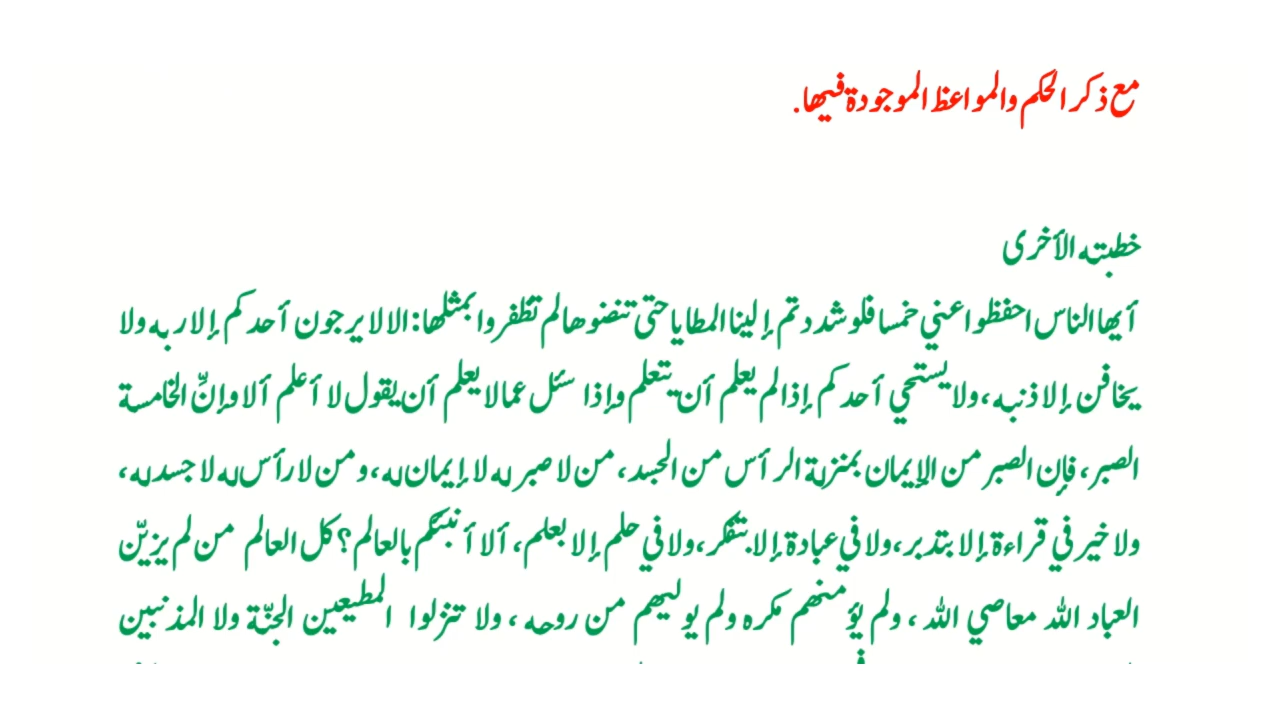 مع ذكر الحكم والمواعظ الموجودة فيها.
خطبته الأخرى
أيها الناس احفظوا عني خمسا فلو شددتم إلينا المطايا حتى تنضوها لم تظفروا بمثلها: الا لا يرجون أحدكم إلا ربه ولا
يخافن إلا ذنبه، ولا يستحي أحدكم إذا لم يعلم أن يتعلم وإذا سئل عما لا يعلم أن يقول لا أعلم ألا وإنِّ الخامسة
الصبر، فإن الصبر من الإيمان بمنزلة الرأس من الجسد، من لا صبر له لا إيمان له، ومن لا رأس له لا جسد له،
ولا خير في قراءة إلا بتدبر، ولا في عبادة إلا بتفكر، ولا في حلم إلا بعلم، ألا أنبئكم بالعالم؟ كل العالم من لم يزيّن
العباد الله معاصي الله ، ولم يؤمنهم مكره ولم يوليهم من روحه ، ولا تنزلوا المطيعين الجنّة ولا المذنبين